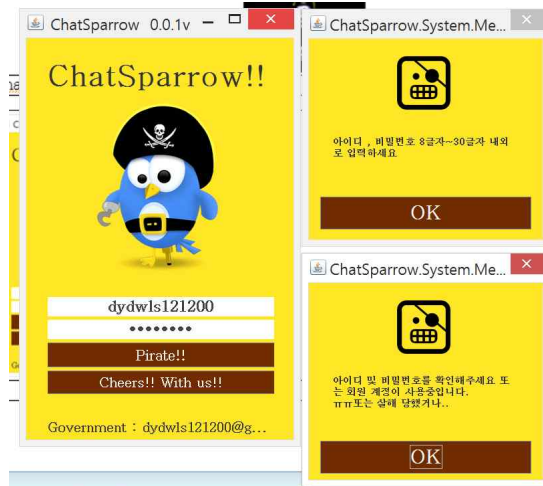 ChatSparrow 0.0.1v
ChatSparrow!!
dydwls121200
••••••••
Pirate!!
Cheers!! With us!!
Government : dydwls121200@g...
ChatSparrow.System.Me...
아이디 , 비밀번호 8글자~30글자 내외
로 입력하세요
OK
ChatSparrow.System.Me...
아이디 및 비밀번호를 확인해주세요 또
는 회원 계정이 사용중입니다.
ㅠㅠ또는 살해 당했거나..
OK